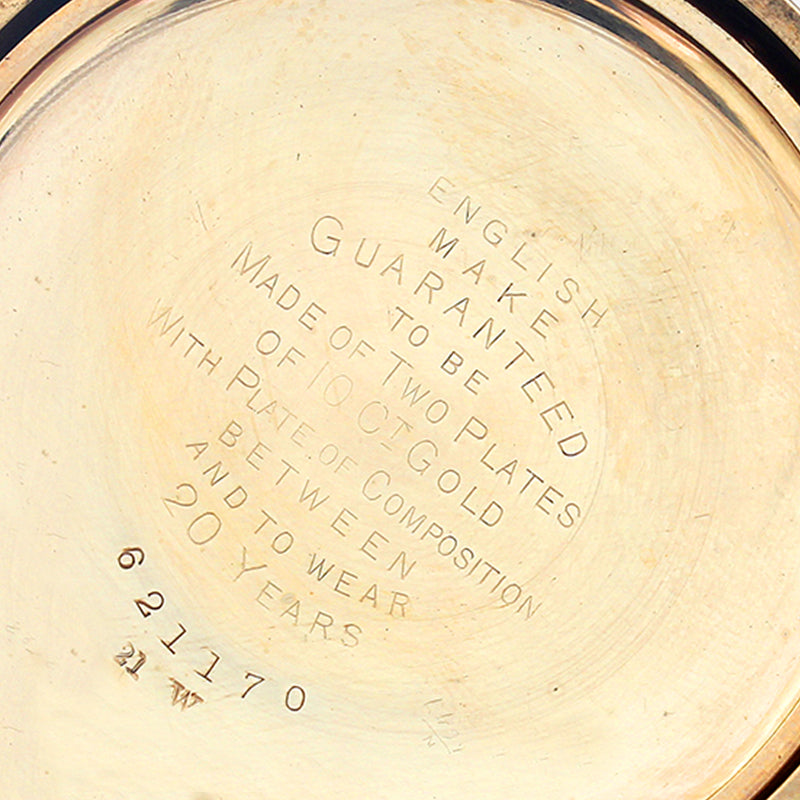 ENGLISH
MAKE
GUARANTEED
TO BE
MADE OF TWO PLATES
OF 10 CT GOLD
WITH PLATE OF COMPOSITION
BETWEEN
AND TO WEAR
20 YEARS
621170
21 W